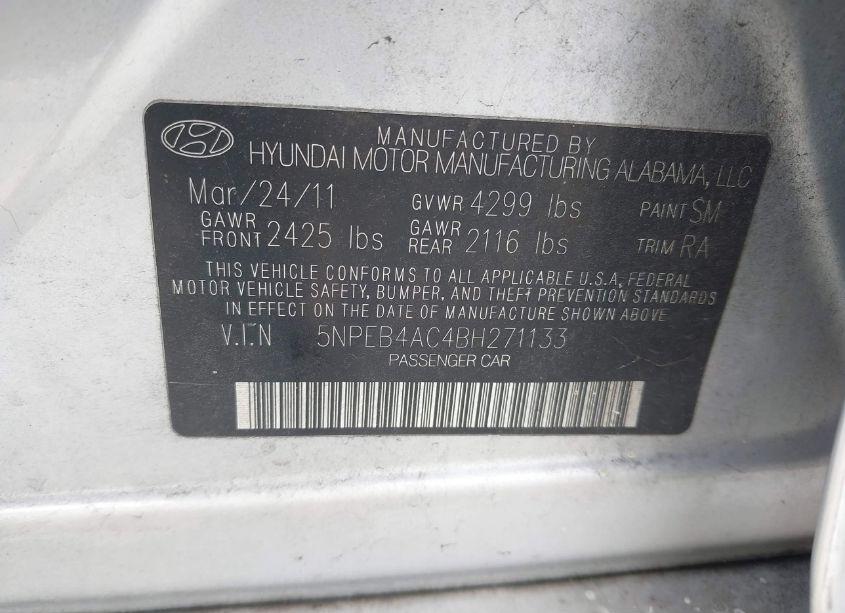 MANUFACTURED BY
HYUNDAI MOTOR MANUFACTURING ALABAMA, LLC
Mar/24/11 GVWR 4299 lbs PAINT SM
GAWR FRONT 2425 lbs GAWR REAR 2116 lbs TRIM RA
THIS VEHICLE CONFORMS TO ALL APPLICABLE U.S.A, FEDERAL
MOTOR VEHICLE SAFETY, BUMPER, AND THEFT PREVENTION STANDARDS
IN EFFECT ON THE DATE OF MANUFACTURE SHOWN ABOVE.
V.I.N 5NPEB4AC4BH271133
PASSENGER CAR